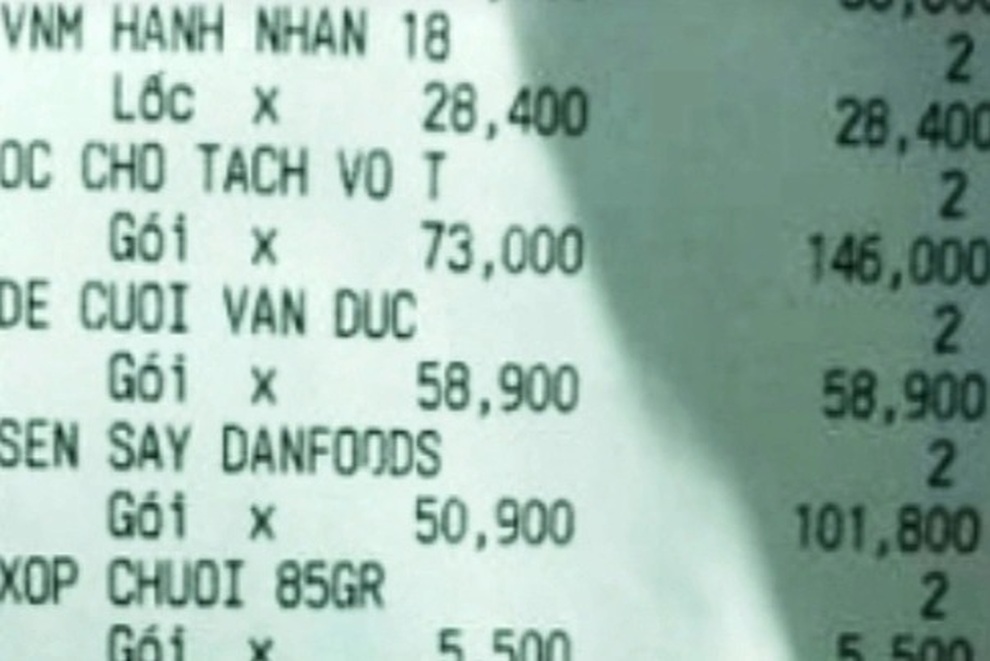 VNM HANH NHAN 18 2
Lốc x 28,400 28,400
OC CHO TACH VO T 2
Gói x 73,000 146,000
DE CUOI VAN DUC 2
Gói x 58,900 58,900
SEN SAY DANFOODS 2
Gói x 50,900 101,800
XOP CHUOI 85GR 2
Gói x 5,500 5,500